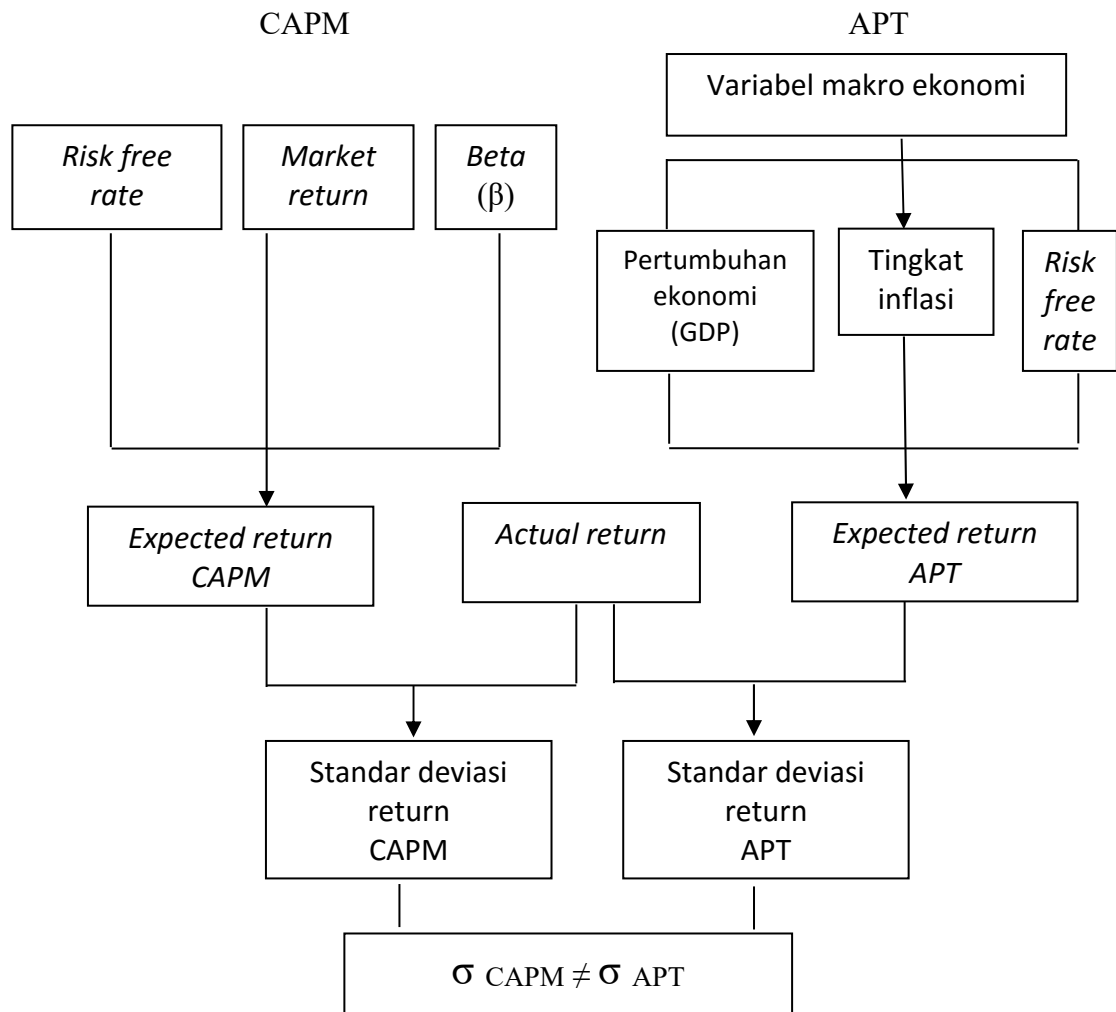 CAPM
APT
Variabel makro ekonomi
Risk free
rate
Market
return
Beta
(β)
Pertumbuhan
ekonomi
(GDP)
Tingkat
inflasi
Risk
free
rate
Expected return
CAPM
Actual return
Expected return
APT
Standar deviasi
return
CAPM
Standar deviasi
return
APT
σ CAPM ≠ σ APT